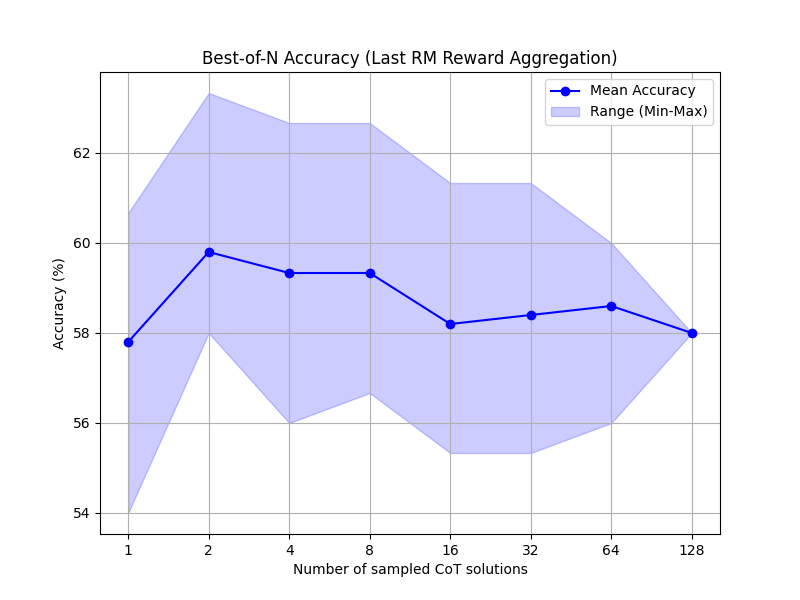 Best-of-N Accuracy (Last RM Reward Aggregation)
Mean Accuracy
Range (Min-Max)
Accuracy (%)
62
60
58
56
54
1 2 4 8 16 32 64 128
Number of sampled CoT solutions